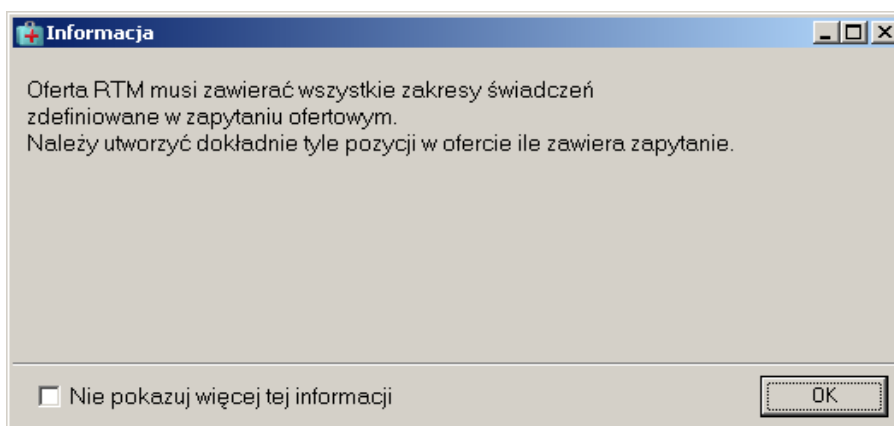 Informacja
Oferta RTM musi zawierać wszystkie zakresy świadczeń
zdefiniowane w zapytaniu ofertowym.
Należy utworzyć dokładnie tyle pozycji w ofercie ile zawiera zapytanie.
Nie pokazuj więcej tej informacji
OK